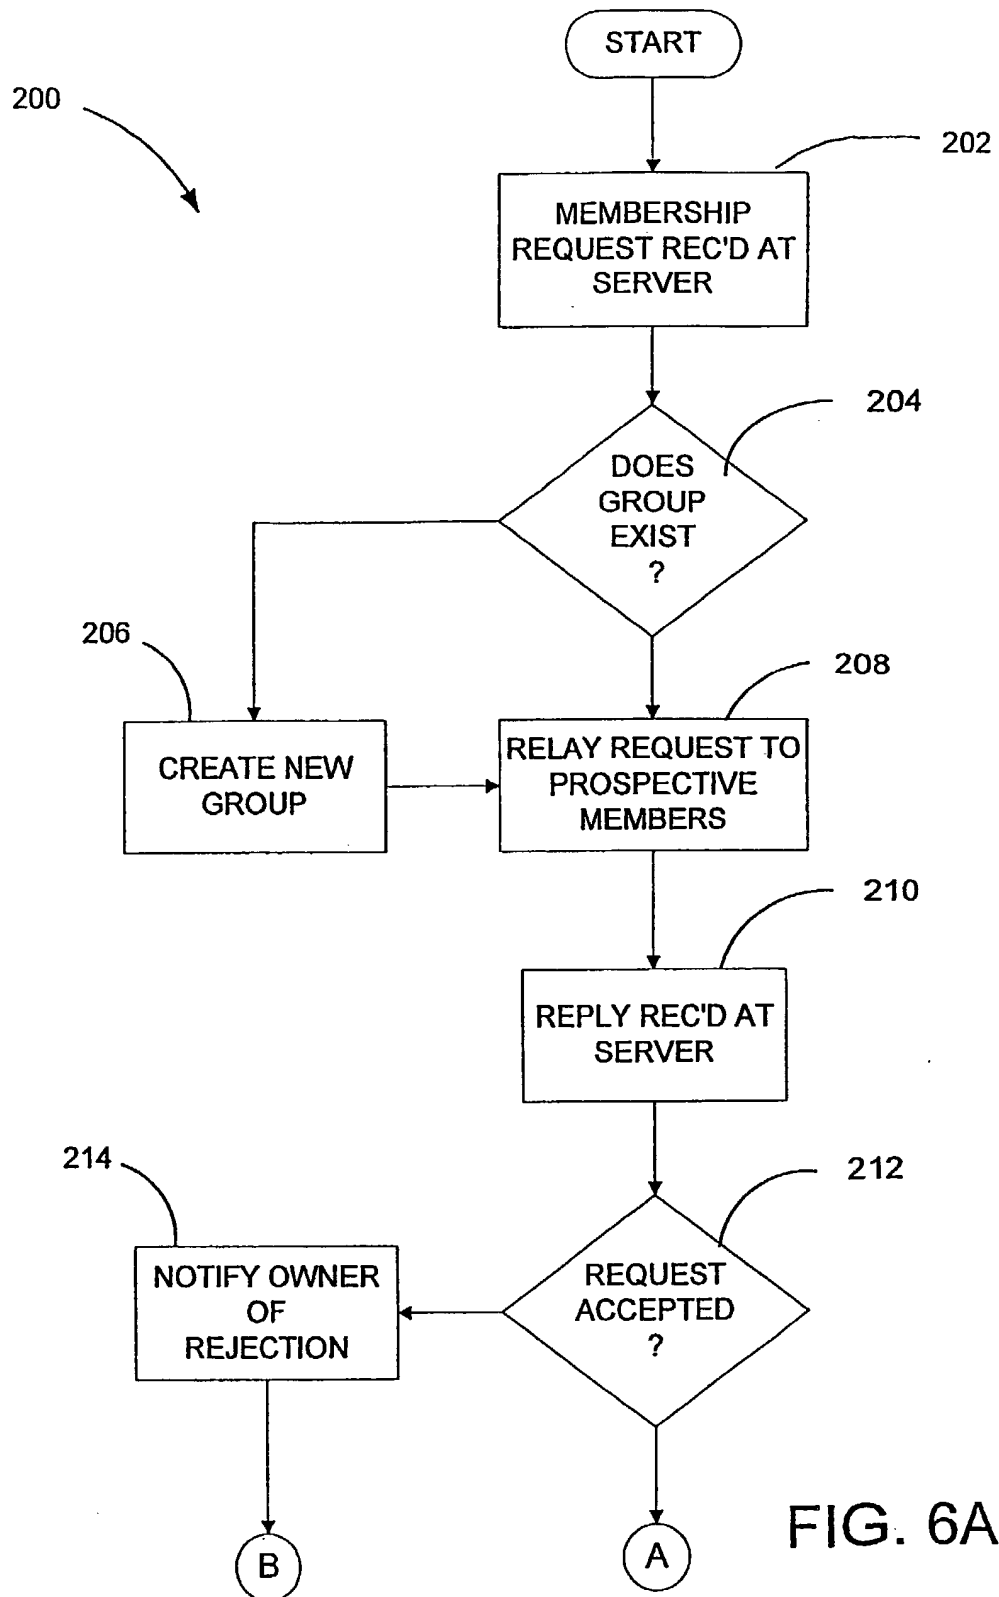 START
200
202
MEMBERSHIP
REQUEST REC'D AT
SERVER
204
DOES
GROUP
EXIST
?
206
208
CREATE NEW
GROUP
RELAY REQUEST TO
PROSPECTIVE
MEMBERS
210
REPLY REC'D AT
SERVER
214
212
NOTIFY OWNER
OF
REJECTION
REQUEST
ACCEPTED
?
B
A
FIG. 6A